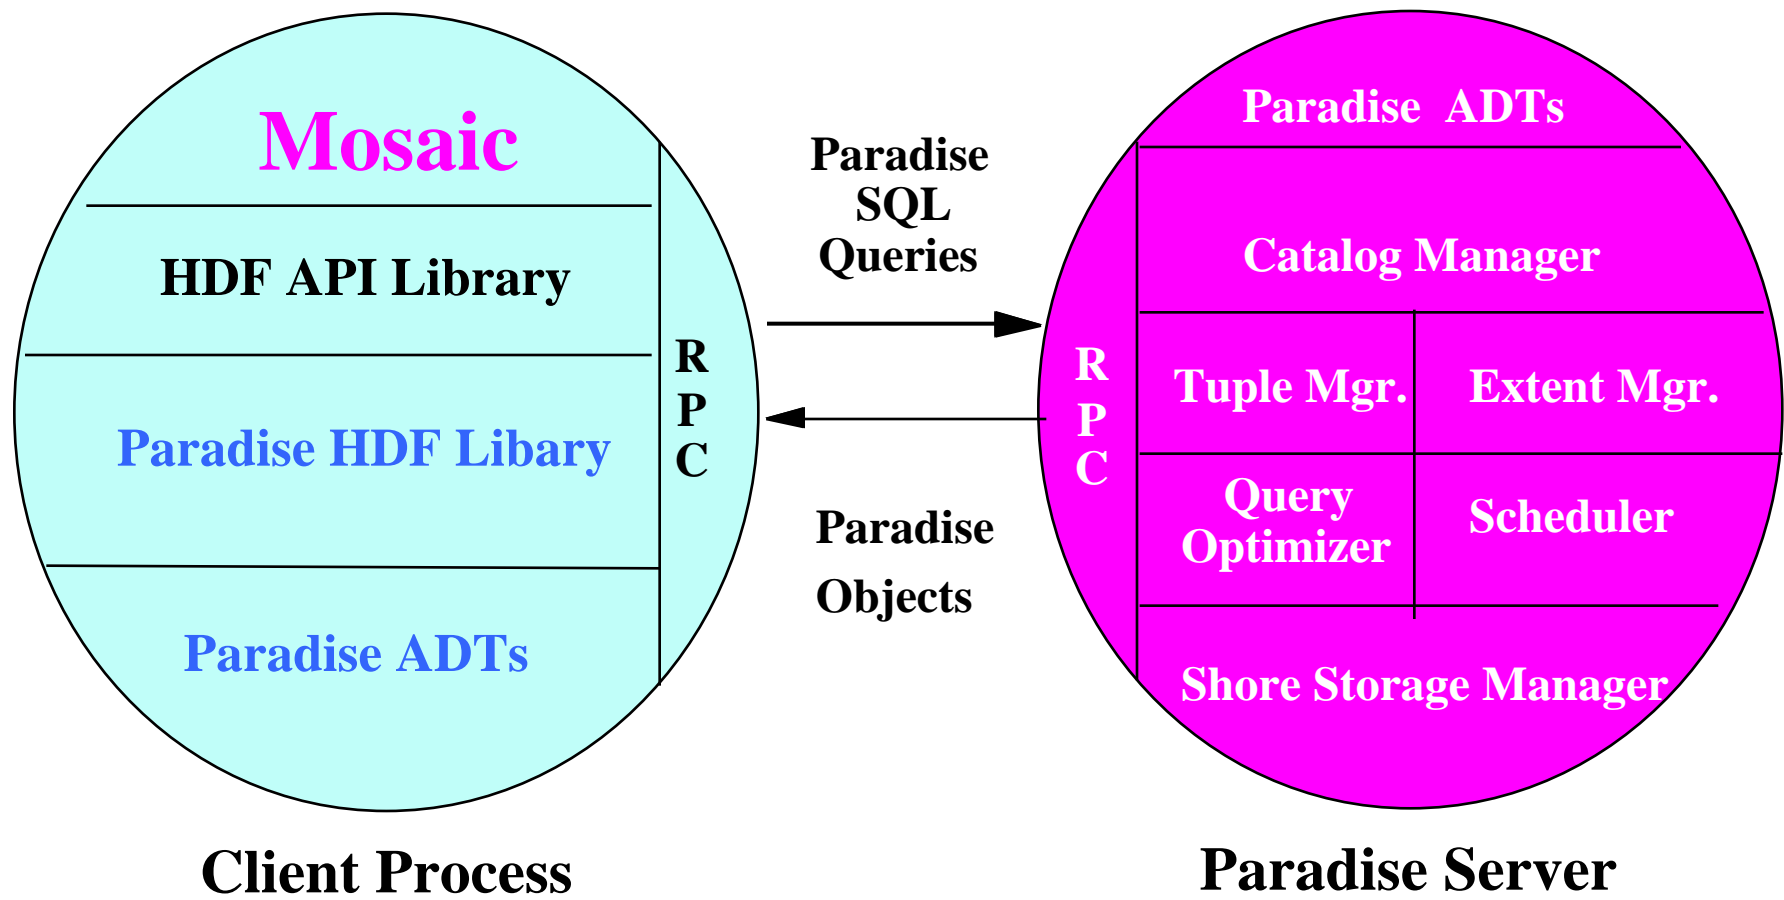 Mosaic
HDF API Library
Paradise HDF Libary
Paradise ADTs
R
P
C
Client Process
Paradise
SQL
Queries
Paradise
Objects
Paradise ADTs
Catalog Manager
R
P
C
Tuple Mgr.
Extent Mgr.
Query
Optimizer
Scheduler
Shore Storage Manager
Paradise Server